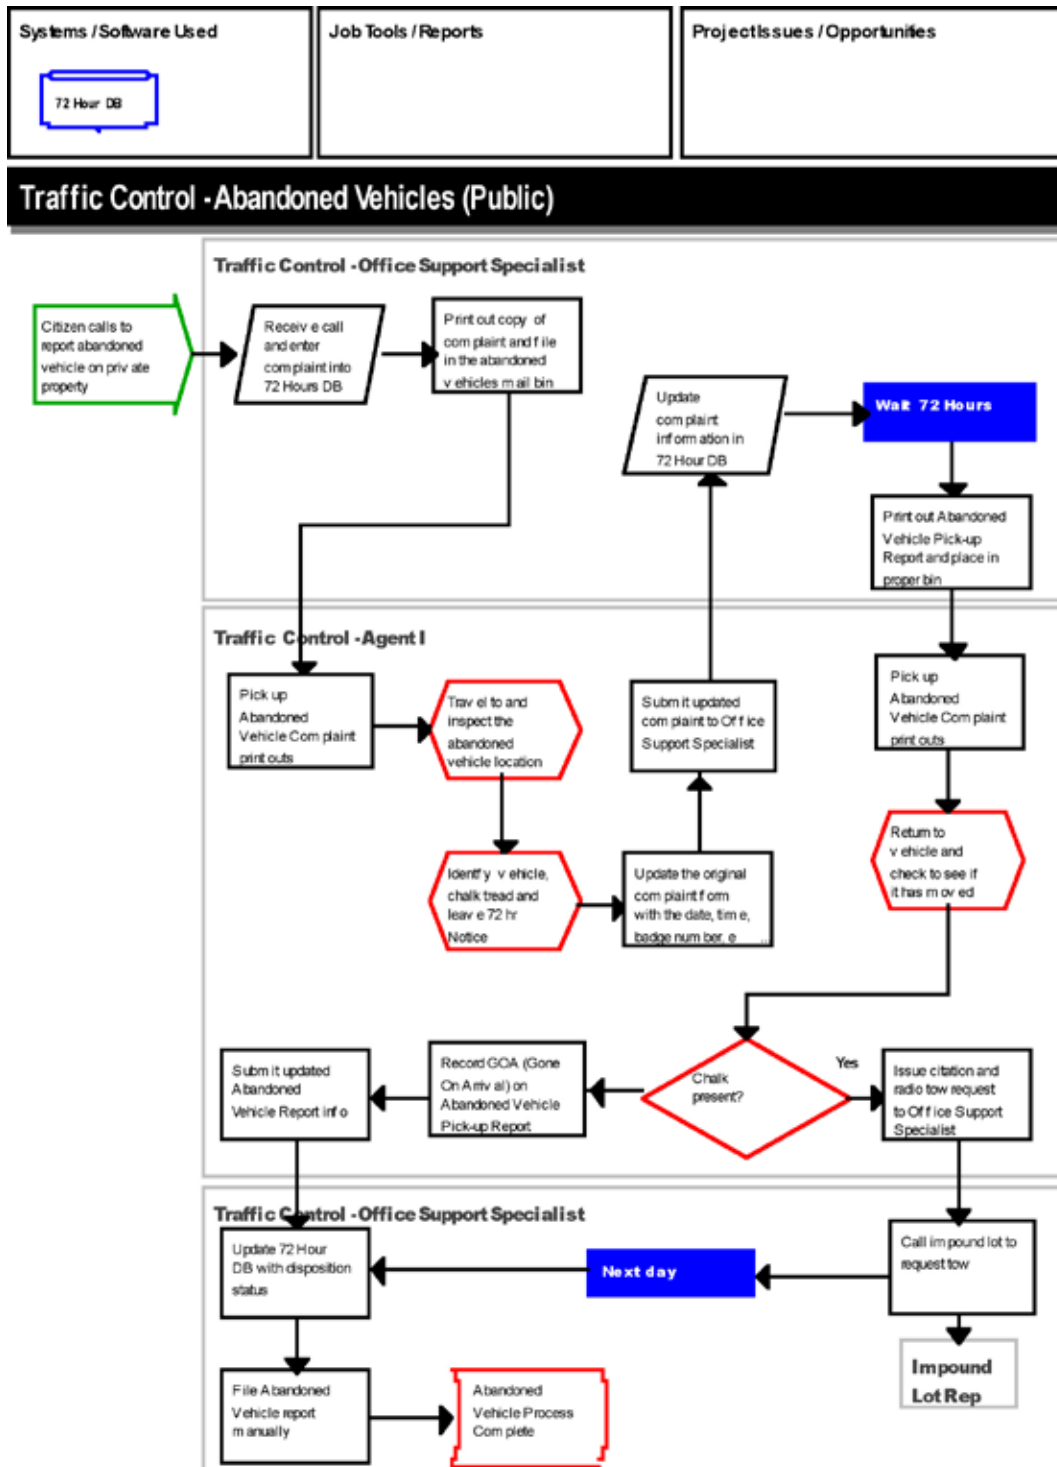 Systems / Software Used
Job Tools / Reports
Project Issues / Opportunities
72 Hour DB
Traffic Control - Abandoned Vehicles (Public)
Traffic Control - Office Support Specialist
Citizen calls to
report abandoned
vehicle on private
property
Receive call
and enter
complaint into
72 Hours DB
Print out copy of
complaint and file
in the abandoned
vehicles mail bin
Update
complaint
information in
72 Hour DB
Wait 72 Hours
Print out Abandoned
Vehicle Pick-up
Report and place in
proper bin
Traffic Control - Agent I
Pick up
Abandoned
Vehicle Complaint
print outs
Travel to and
inspect the
abandoned
vehicle location
Submit updated
complaint to Office
Support Specialist
Pick up
Abandoned
Vehicle Complaint
print outs
Identify vehicle,
chalk tread and
leave 72 hr
Notice
Update the original
complaint form
with the date, time,
badge number, e ...
Return to
vehicle and
check to see if
it has moved
Submit updated
Abandoned
Vehicle Report info
Record GOA (Gone
On Arrival) on
Abandoned Vehicle
Pick-up Report
Chalk
present?
Yes
Issue citation and
radio tow request
to Office Support
Specialist
Traffic Control - Office Support Specialist
Update 72 Hour
DB with disposition
status
Next day
Call impound lot to
request tow
File Abandoned
Vehicle report
manually
Abandoned
Vehicle Process
Complete
Impound
Lot Rep